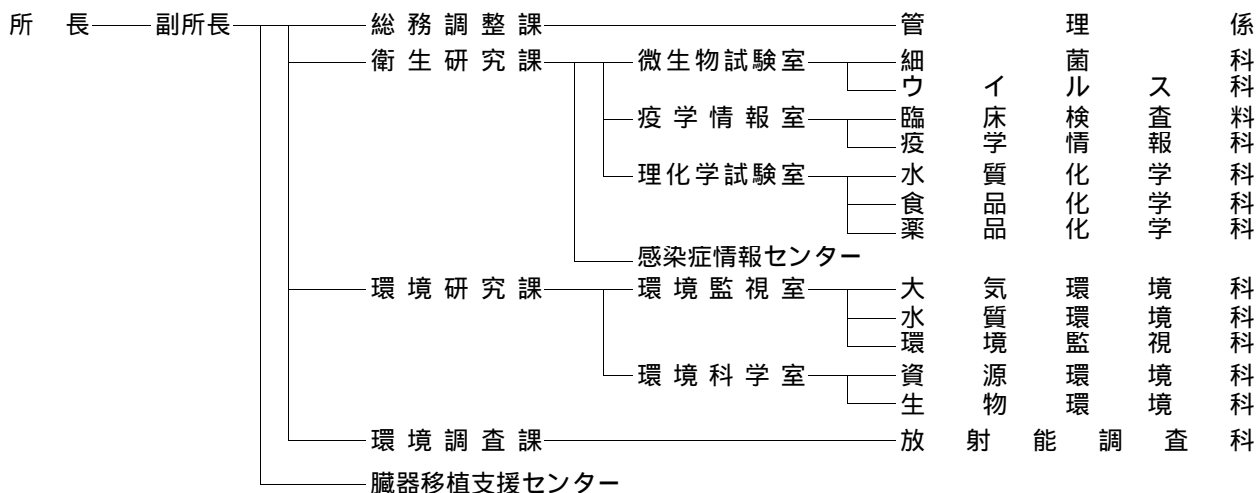 所長 副所長 総務調整課 管理係
衛生研究課 微生物試験室 細菌科
ウイルス科
疫学情報室 臨床検査料
疫学情報科
理化学試験室 水質化学科
食品化学科
薬品化学科
感染症情報センター
環境研究課 環境監視室 大気環境科
水質環境科
環境監視科
環境科学室 資源環境科
生物環境科
環境調査課 放射能調査科
臓器移植支援センター